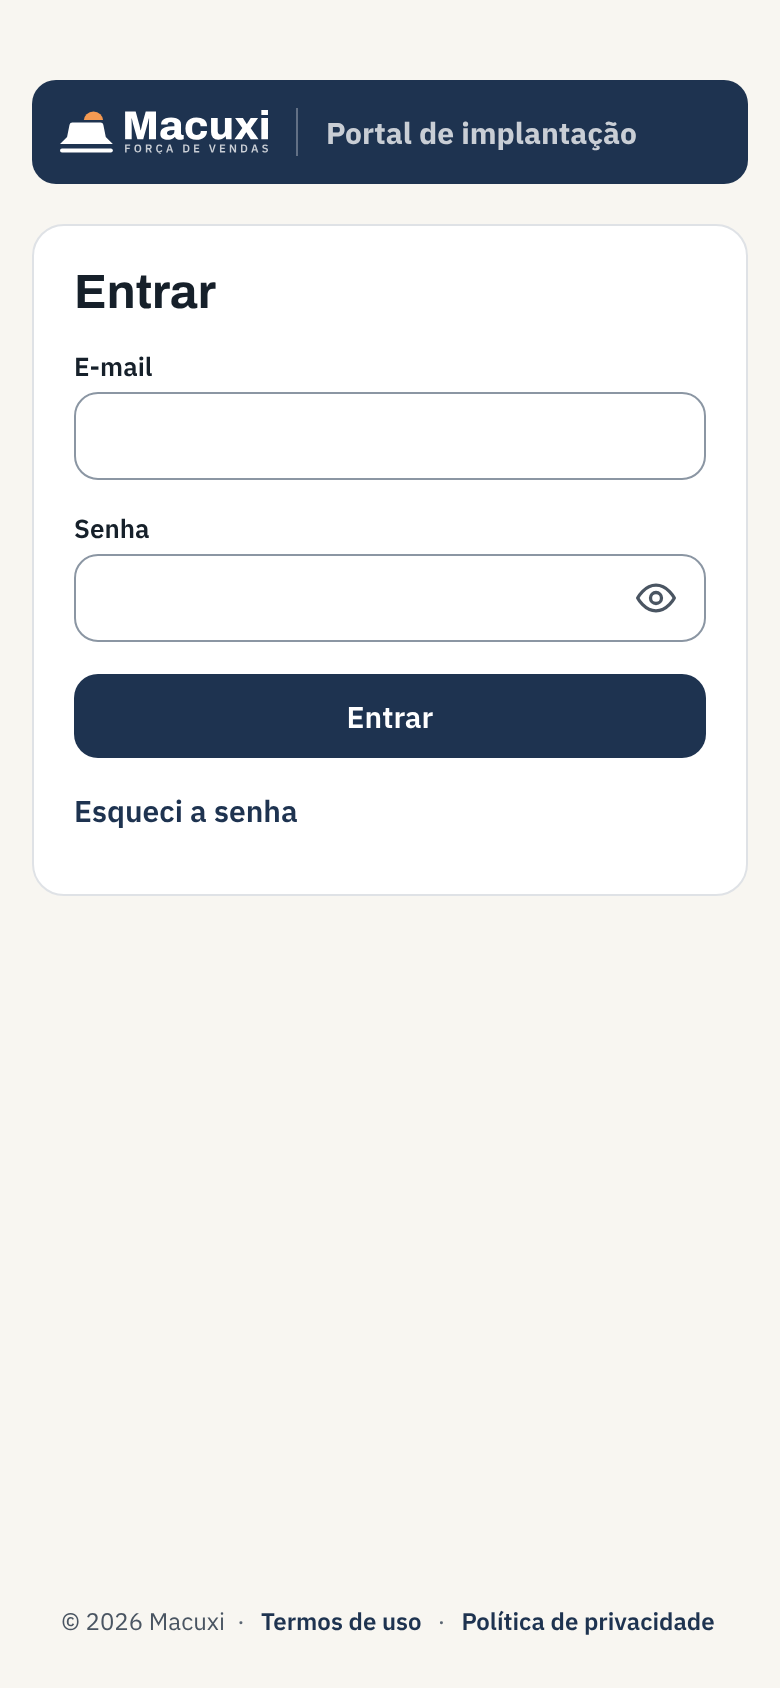 Macuxi
FORÇA DE VENDAS
Portal de implantação
Entrar
E-mail
Senha
Entrar
Esqueci a senha
© 2026 Macuxi · Termos de uso · Política de privacidade